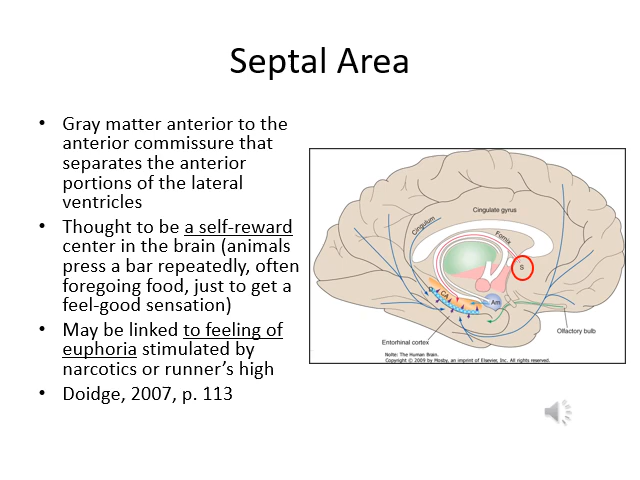 Septal Area
• Gray matter anterior to the
anterior commissure that
separates the anterior
portions of the lateral
ventricles
• Thought to be a self-reward
center in the brain (animals
press a bar repeatedly, often
foregoing food, just to get a
feel-good sensation)
• May be linked to feeling of
euphoria stimulated by
narcotics or runner’s high
• Doidge, 2007, p. 113
Cingulate gyrus
Cingulum
Fornix
S
D
CA
Am
Olfactory bulb
Entorhinal cortex
Nolte: The Human Brain.
Copyright © 2009 by Mosby, an imprint of Elsevier, Inc. All rights reserved.